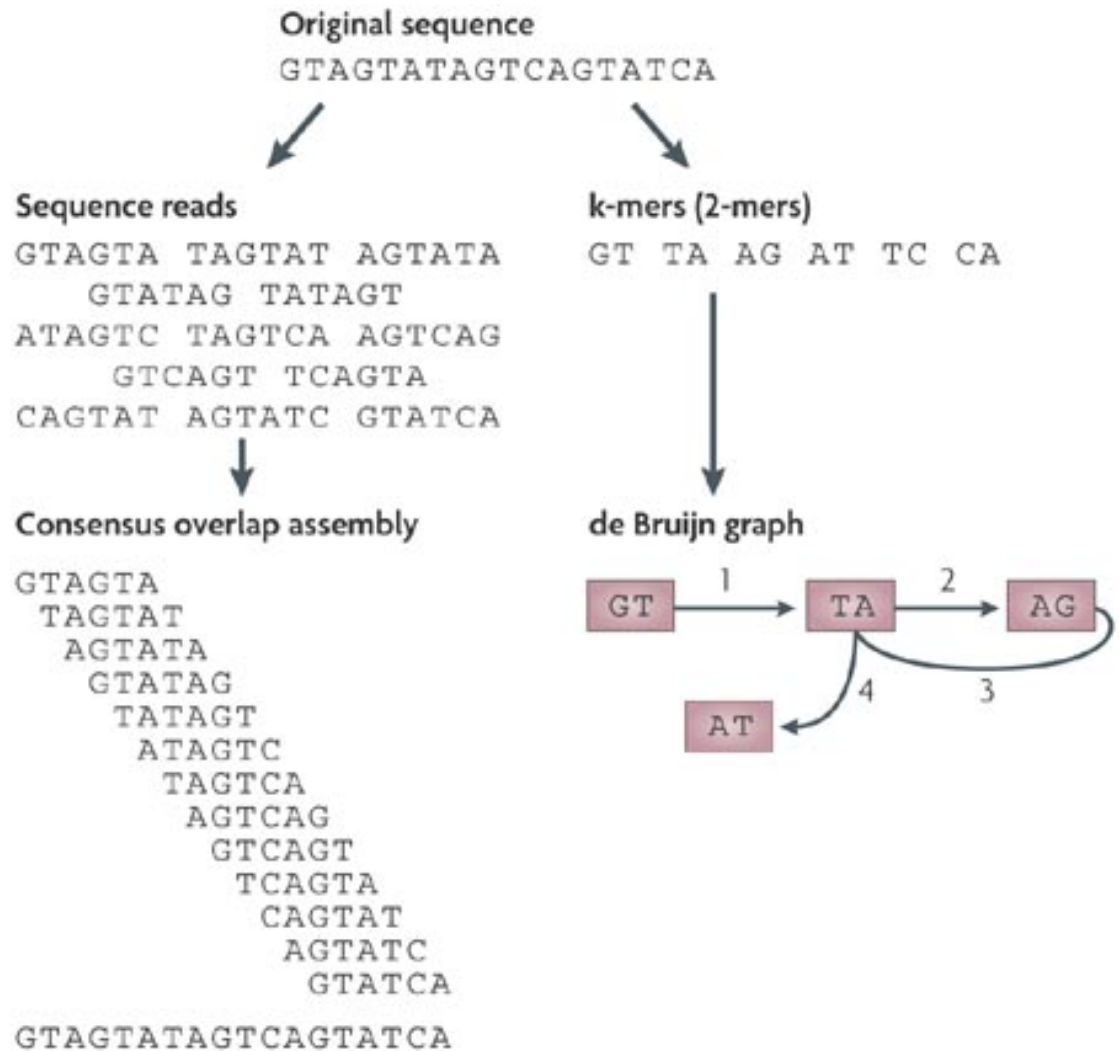 Original sequence
GTAGTATAGTCAGTATCA
Sequence reads
GTAGTA TAGTAT AGTATA
GTATAG TATAGT
ATAGTC TAGTCA AGTCAG
GTCAGT TCAGTA
CAGTAT AGTATC GTATCA
k-mers (2-mers)
GT TA AG AT TC CA
Consensus overlap assembly
GTAGTA
TAGTAT
AGTATA
GTATAG
TATAGT
ATAGTC
TAGTCA
AGTCAG
GTCAGT
TCAGTA
CAGTAT
AGTATC
GTATCA
GTAGTATAGTCAGTATCA
de Bruijn graph
GT 1 TA 2 AG
4 3
AT